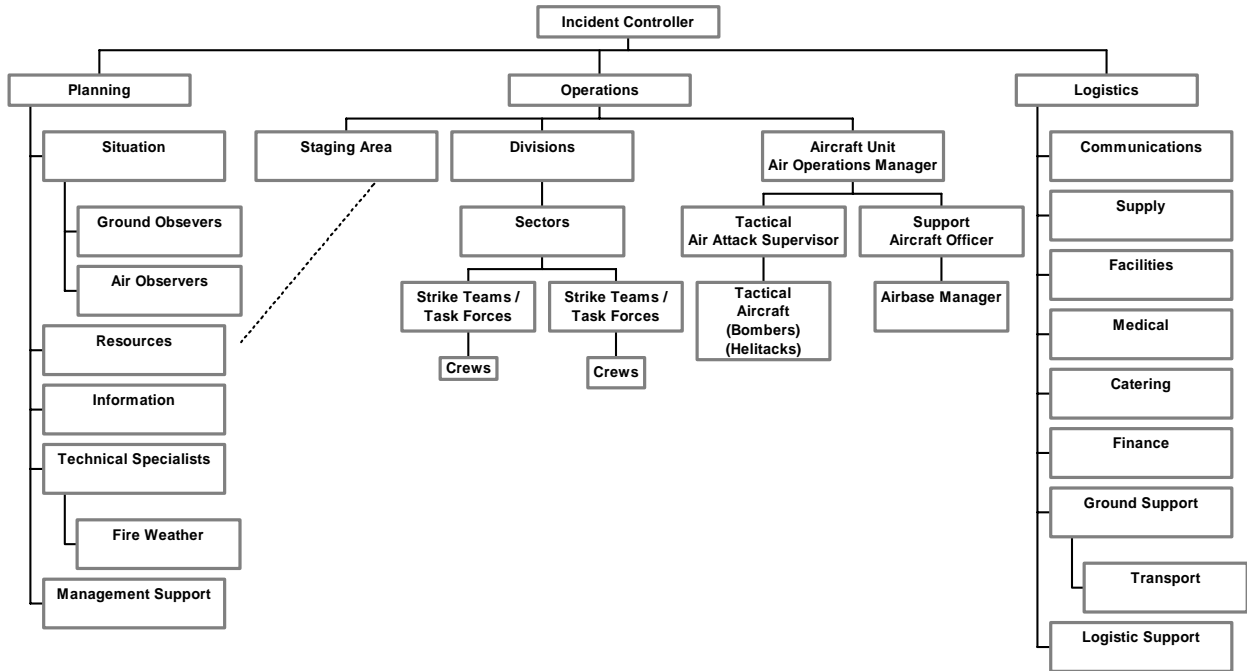 Incident Controller
Planning
Operations
Logistics
Situation
Ground Obsevers
Air Observers
Resources
Information
Technical Specialists
Fire Weather
Management Support
Staging Area
Divisions
Sectors
Strike Teams /
Task Forces
Crews
Strike Teams /
Task Forces
Crews
Aircraft Unit
Air Operations Manager
Tactical
Air Attack Supervisor
Tactical
Aircraft
(Bombers)
(Helitacks)
Support
Aircraft Officer
Airbase Manager
Communications
Supply
Facilities
Medical
Catering
Finance
Ground Support
Transport
Logistic Support